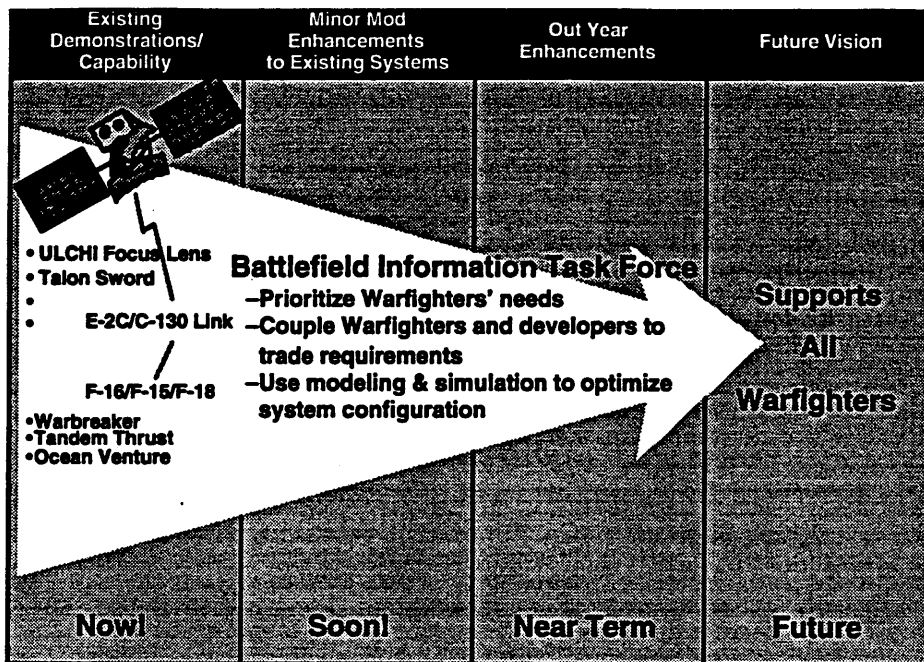 Existing
Demonstrations/
Capability
Minor Mod
Enhancements
to Existing Systems
Out Year
Enhancements
Future Vision
• ULCHI Focus Lens
• Talon Sword
•
•
E-2C/C-130 Link
F-16/F-15/F-18
•Warbreaker
•Tandem Thrust
•Ocean Venture
Battlefield Information Task Force
–Prioritize Warfighters' needs
–Couple Warfighters and developers to
trade requirements
–Use modeling & simulation to optimize
system configuration
Supports
All
Warfighters
Now!
Soon!
Near Term
Future